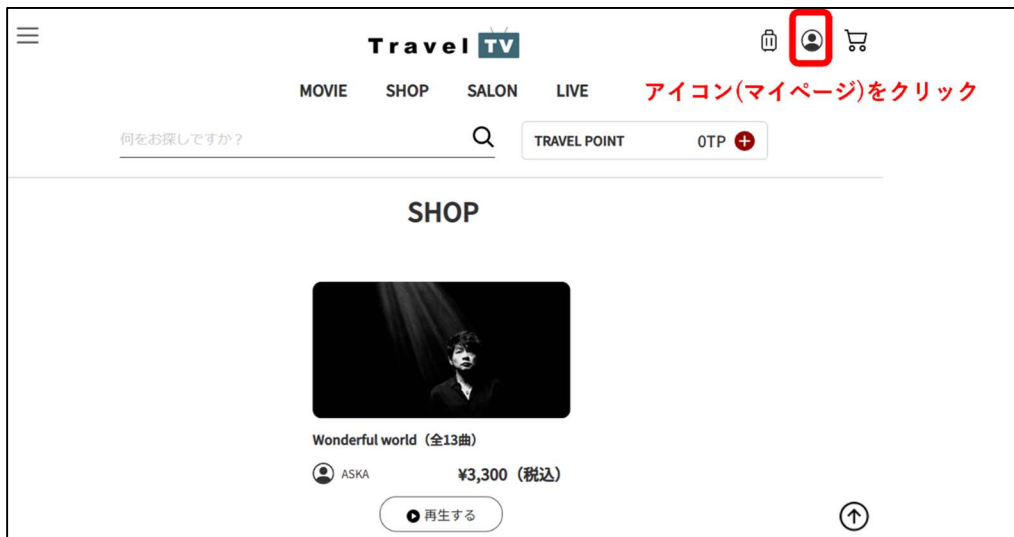 Travel TV
MOVIE SHOP SALON LIVE
アイコン(マイページ)をクリック
何をお探しですか？
TRAVEL POINT 0TP
SHOP
Wonderful world（全13曲）
ASKA ¥3,300（税込）
再生する